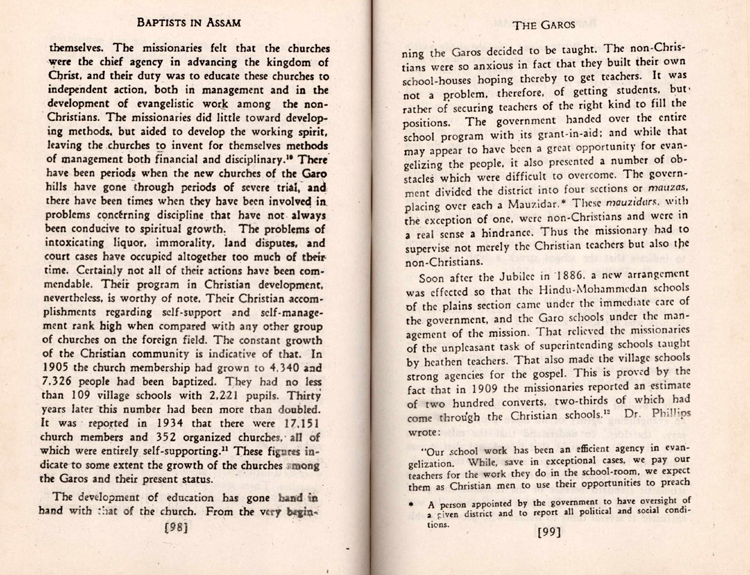 BAPTISTS IN ASSAM
themselves. The missionaries felt that the churches
were the chief agency in advancing the kingdom of
Christ, and their duty was to educate these churches to
independent action, both in management and in the
development of evangelistic work among the non-
Christians. The missionaries did little toward develop-
ing methods, but aided to develop the working spirit,
leaving the churches to invent for themselves methods
of management both financial and disciplinary.¹⁰ There
have been periods when the new churches of the Garo
hills have gone through periods of severe trial, and
there have been times when they have been involved in
problems concerning discipline that have not always
been conducive to spiritual growth. The problems of
intoxicating liquor, immorality, land disputes, and
court cases have occupied altogether too much of their
time. Certainly not all of their actions have been com-
mendable. Their program in Christian development,
nevertheless, is worthy of note. Their Christian accom-
plishments regarding self-support and self-manage-
ment rank high when compared with any other group
of churches on the foreign field. The constant growth
of the Christian community is indicative of that. In
1905 the church membership had grown to 4,340 and
7,326 people had been baptized. They had no less
than 109 village schools with 2,221 pupils. Thirty
years later this number had been more than doubled.
It was reported in 1934 that there were 17,151
church members and 352 organized churches, all of
which were entirely self-supporting.¹¹ These figures in-
dicate to some extent the growth of the churches among
the Garos and their present status.
The development of education has gone hand in
hand with that of the church. From the very begin-
[98]
THE GAROS
ning the Garos decided to be taught. The non-Chris-
tians were so anxious in fact that they built their own
school-houses hoping thereby to get teachers. It was
not a problem, therefore, of getting students, but
rather of securing teachers of the right kind to fill the
positions. The government handed over the entire
school program with its grant-in-aid; and while that
may appear to have been a great opportunity for evan-
gelizing the people, it also presented a number of ob-
stacles which were difficult to overcome. The govern-
ment divided the district into four sections or mauzas,
placing over each a Mauzidar.* These mauzidars, with
the exception of one, were non-Christians and were in
a real sense a hindrance. Thus the missionary had to
supervise not merely the Christian teachers but also the
non-Christians.
Soon after the Jubilee in 1886, a new arrangement
was effected so that the Hindu-Mohammedan schools
of the plains section came under the immediate care of
the government, and the Garo schools under the man-
agement of the mission. That relieved the missionaries
of the unpleasant task of superintending schools taught
by heathen teachers. That also made the village schools
strong agencies for the gospel. This is proved by the
fact that in 1909 the missionaries reported an estimate
of two hundred converts, two-thirds of which had
come through the Christian schools.¹² Dr. Phillips
wrote:
"Our school work has been an efficient agency in evan-
gelization. While, save in exceptional cases, we pay our
teachers for the work they do in the school-room, we expect
them as Christian men to use their opportunities to preach
* A person appointed by the government to have oversight of
a given district and to report all political and social condi-
tions.
[99]